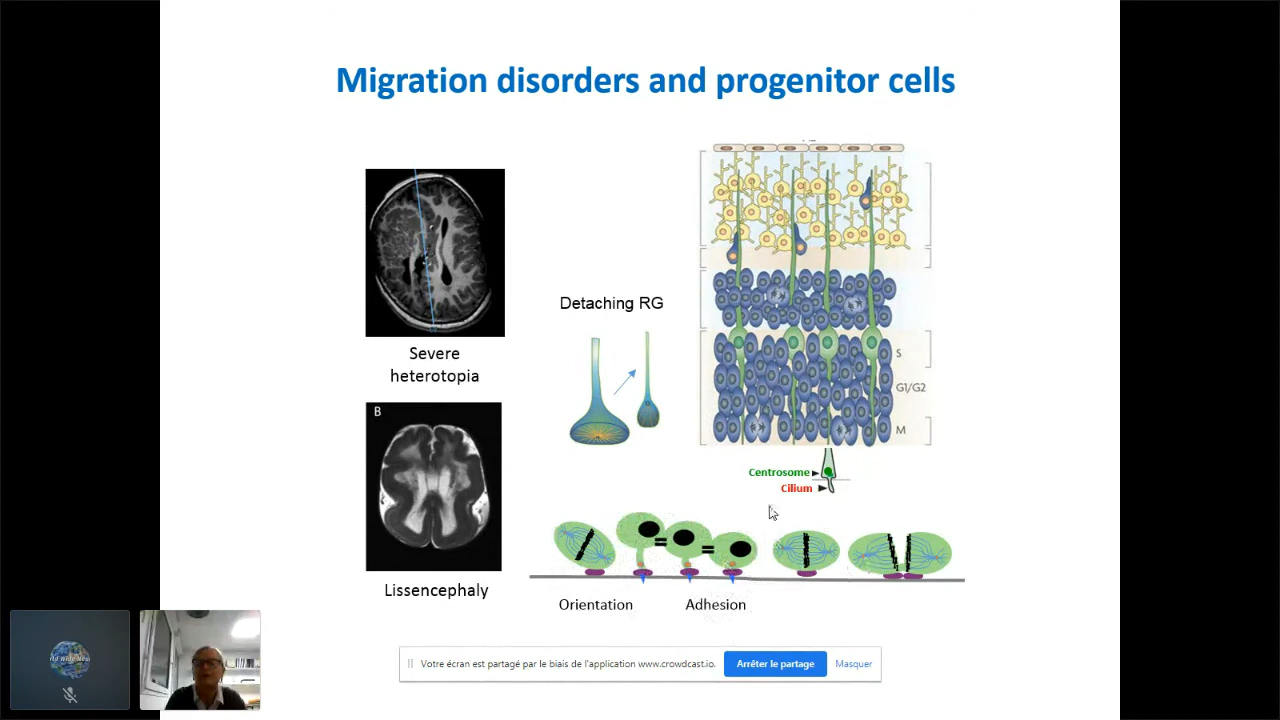 Migration disorders and progenitor cells
Severe
heterotopia
B
Lissencephaly
Detaching RG
S
G1/G2
M
Centrosome
Cilium
=
=
Orientation
Adhesion
Votre écran est partagé par le biais de l'application www.crowdcast.io.
Arrêter le partage
Masquer